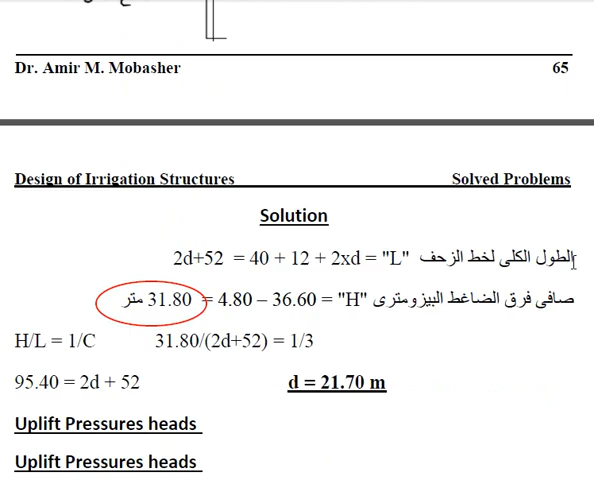 Dr. Amir M. Mobasher 65
Design of Irrigation Structures Solved Problems
Solution
الطول الكلى لخط الزحف "L" = 2d+52 = 40 + 12 + 2xd
صافى فرق الضاغط البيزومترى "H" = 36.60 – 4.80 = 31.80 متر
H/L = 1/C 31.80/(2d+52) = 1/3
95.40 = 2d + 52 d = 21.70 m
Uplift Pressures heads
Uplift Pressures heads